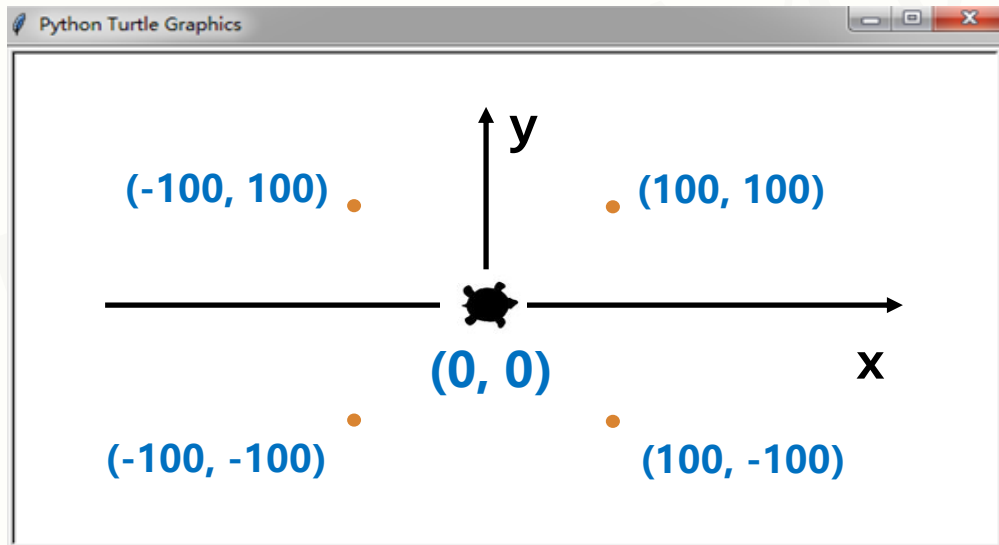 Python Turtle Graphics
y
(-100, 100)
(100, 100)
(0, 0)
x
(-100, -100)
(100, -100)